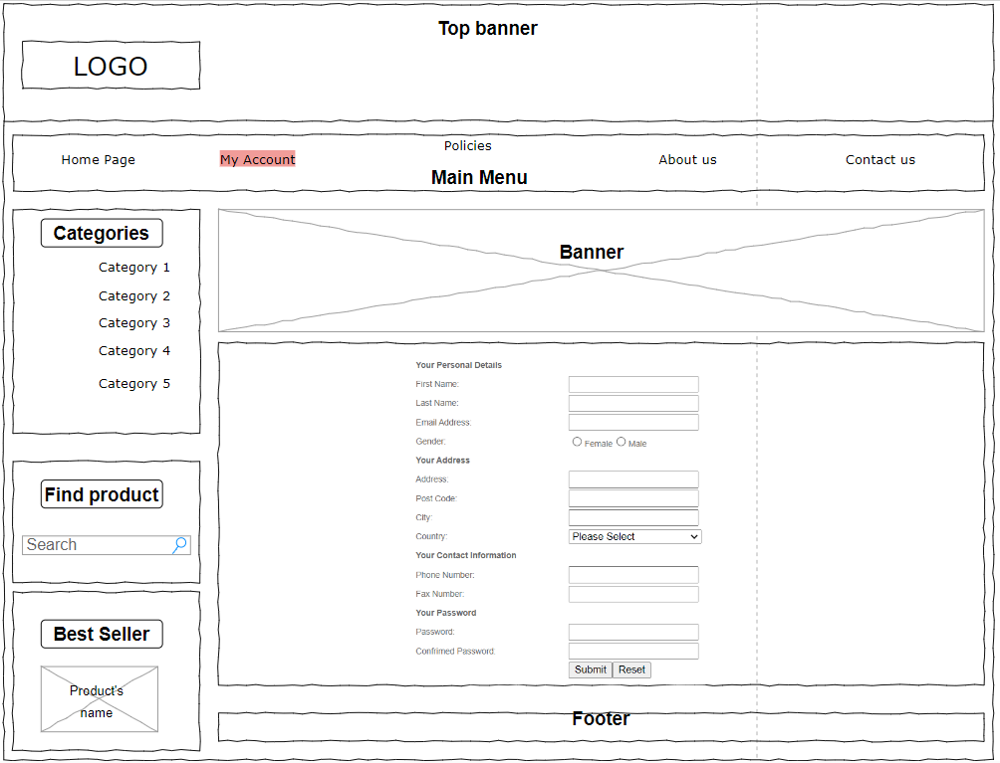 Top banner
LOGO
Home Page
My Account
Policies
About us
Contact us
Main Menu
Categories
Category 1
Category 2
Category 3
Category 4
Category 5
Find product
Search
Best Seller
Product's
name
Banner
Your Personal Details
First Name:
Last Name:
Email Address:
Gender: Female Male
Your Address
Address:
Post Code:
City:
Country: Please Select
Your Contact Information
Phone Number:
Fax Number:
Your Password
Password:
Confrimed Password:
Submit Reset
Footer